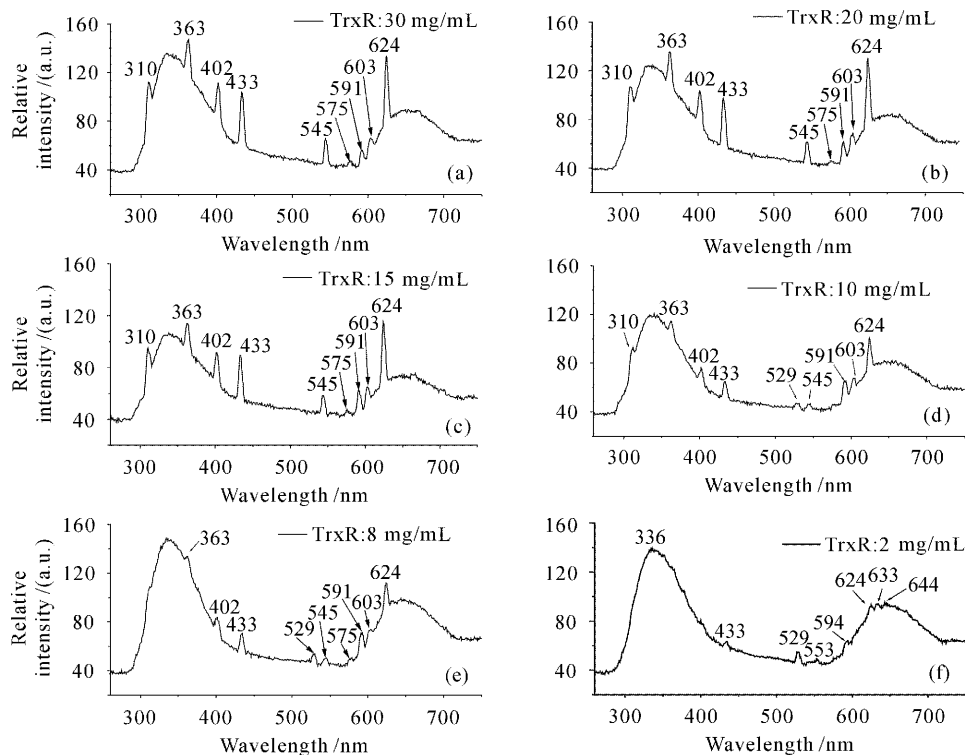 160
120
80
40
Relative
intensity /(a.u.)
TrxR:30 mg/mL
310
363
402
433
545
575
591
603
624
(a)
300 400 500 600 700
Wavelength /nm
160
120
80
40
TrxR:20 mg/mL
310
363
402
433
545
575
591
603
624
(b)
300 400 500 600 700
Wavelength /nm
160
120
80
40
Relative
intensity /(a.u.)
TrxR:15 mg/mL
310
363
402
433
545
575
591
603
624
(c)
300 400 500 600 700
Wavelength /nm
160
120
80
40
TrxR:10 mg/mL
310
363
402
433
529
545
591
603
624
(d)
300 400 500 600 700
Wavelength /nm
160
120
80
40
Relative
intensity /(a.u.)
TrxR:8 mg/mL
363
402
433
529
545
575
591
603
624
(e)
300 400 500 600 700
Wavelength /nm
160
120
80
40
TrxR:2 mg/mL
336
433
529
553
594
624
633
644
(f)
300 400 500 600 700
Wavelength /nm